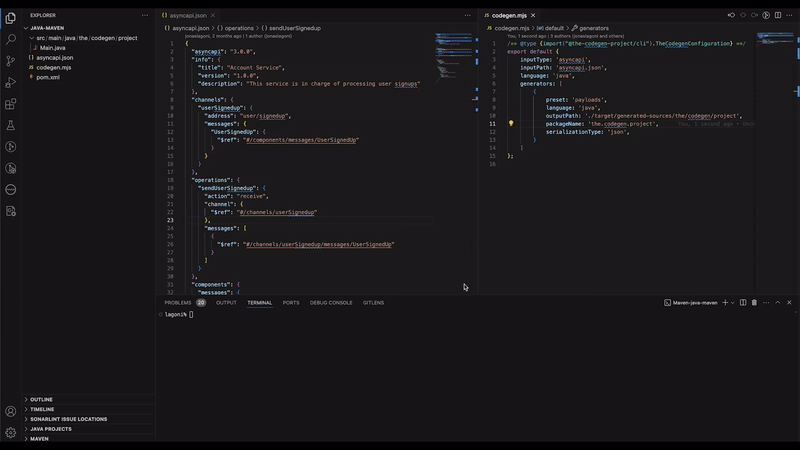 EXPLORER
JAVA-MAVEN
src/main/java/the/codegen/project
Main.java
asyncapi.json
codegen.mjs
pom.xml
OUTLINE
TIMELINE
SONARLINT ISSUE LOCATIONS
JAVA PROJECTS
MAVEN
asyncapi.json
asyncapi.json > {} operations > {} sendUserSignedup
jonaslagoni, 2 months ago | 1 author (jonaslagoni)
1 {
2 "asyncapi": "3.0.0",
3 "info": {
4 "title": "Account Service",
5 "version": "1.0.0",
6 "description": "This service is in charge of processing user signups"
7 },
8 "channels": {
9 "userSignedup": {
10 "address": "user/signedup",
11 "messages": {
12 "UserSignedUp": {
13 "$ref": "#/components/messages/UserSignedUp"
14 }
15 }
16 }
17 },
18 "operations": {
19 "sendUserSignedup": {
20 "action": "receive",
21 "channel": {
22 "$ref": "#/channels/userSignedup"
23 },
24 "messages": [
25 {
26 "$ref": "#/channels/userSignedup/messages/UserSignedUp"
27 }
28 ]
29 }
30 },
31 "components": {
32 "messages": {
codegen.mjs
codegen.mjs > default > generators
You, 1 second ago | 2 authors (jonaslagoni and others)
1 /** @type {import("@the-codegen-project/cli").TheCodegenConfiguration} **/
2 export default {
3 inputType: 'asyncapi',
4 inputPath: 'asyncapi.json',
5 language: 'java',
6 generators: [
7 {
8 preset: 'payloads',
9 language: 'java',
10 outputPath: './target/generated-sources/the/codegen/project',
11 packageName: 'the.codegen.project',
12 serializationType: 'json',
13 }
14 ]
15 };
16
PROBLEMS 20 OUTPUT TERMINAL PORTS DEBUG CONSOLE GITLENS
Maven-java-maven
lagoni%